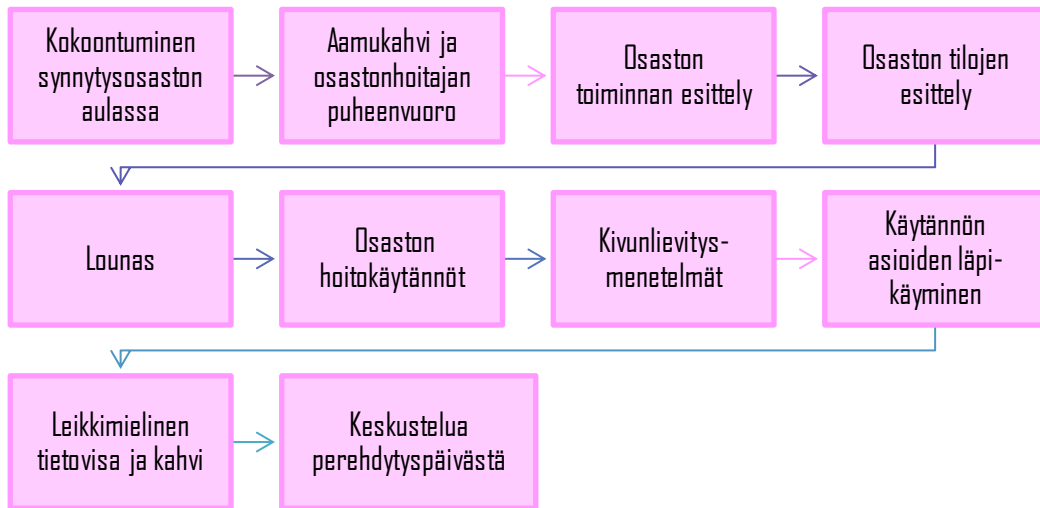 Kokoontuminen
synnytysosaston
aulassa
Aamukahvi ja
osastonhoitajan
puheenvuoro
Osaston
toiminnan esittely
Osaston tilojen
esittely
Lounas
Osaston
hoitokäytännöt
Kivunlievitys-
menetelmät
Käytännön
asioiden läpi-
käyminen
Leikkimielinen
tietovisa ja kahvi
Keskustelua
perehdytyspäivästä